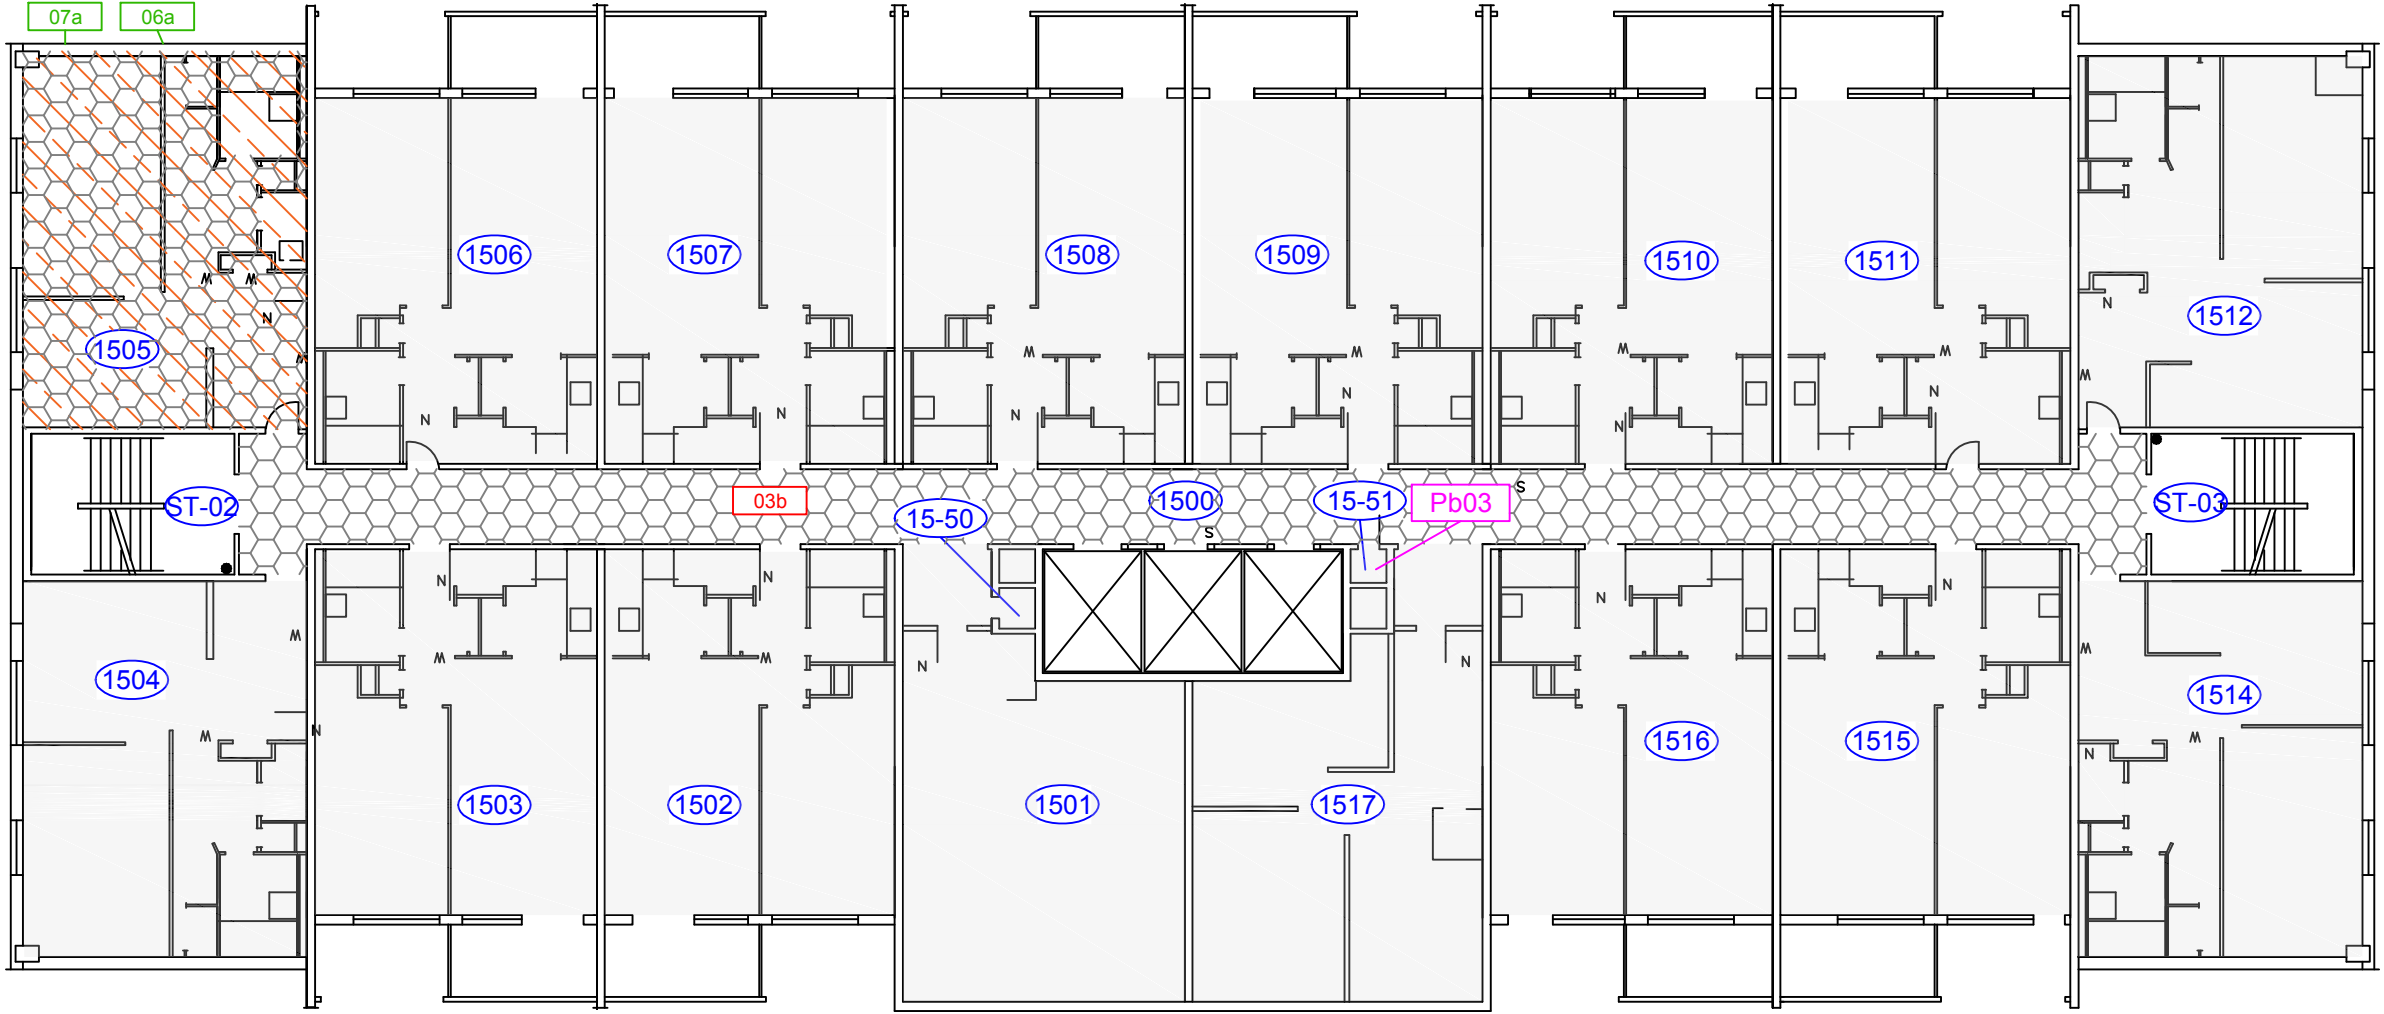 07a 06a
1506 1507 1508 1509 1510 1511
1512
1505
N
N
W W
W
N
W W W W
W
N N N N N N
ST-02 03b 15-50 1500 15-51 Pb03 S ST-03
S
N N N N
W W W W
N N
1504 1514
W W
N N
1503 1502 1501 1517 1516 1515